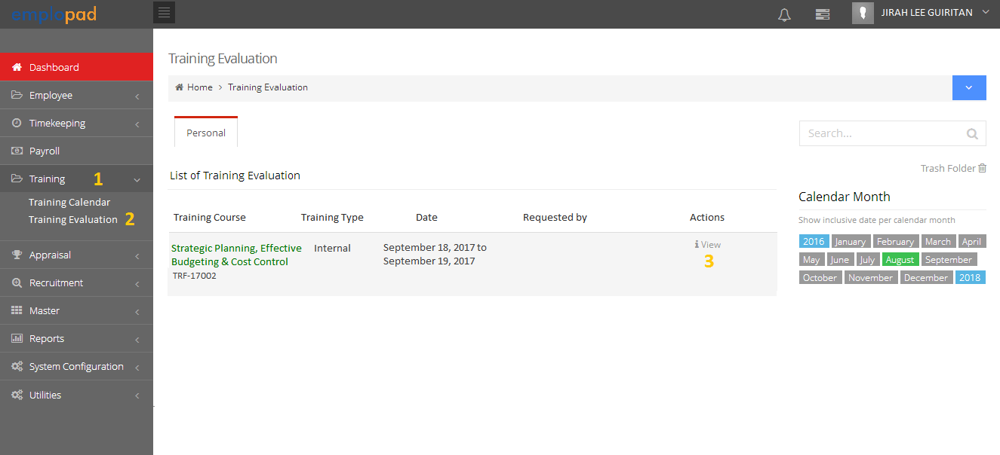 emplopad
JIRAH LEE GUIRITAN
Dashboard
Employee
Timekeeping
Payroll
Training 1
Training Calendar
Training Evaluation 2
Appraisal
Recruitment
Master
Reports
System Configuration
Utilities
Training Evaluation
Home > Training Evaluation
Personal
List of Training Evaluation
Training Course Training Type Date Requested by Actions
Strategic Planning, Effective Internal September 18, 2017 to View
Budgeting & Cost Control September 19, 2017 3
TRF-17002
Search...
Trash Folder
Calendar Month
Show inclusive date per calendar month
2016 January February March April
May June July August September
October November December 2018